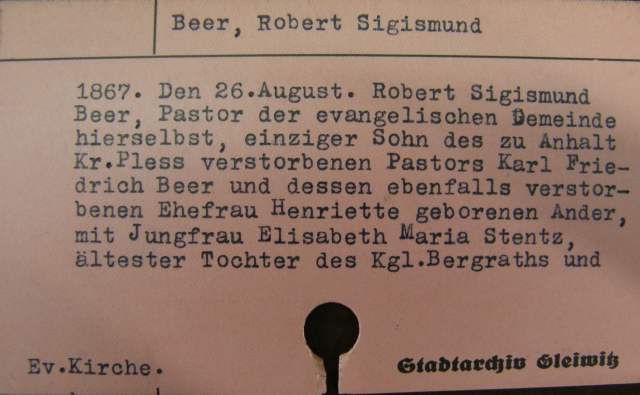 Beer, Robert Sigismund
1867. Den 26.August. Robert Sigismund
Beer, Pastor der evangelischen Gemeinde
hierselbst, einziger Sohn des zu Anhalt
Kr.Pless verstorbenen Pastors Karl Frie-
drich Beer und dessen ebenfalls verstor-
benen Ehefrau Henriette geborenen Ander,
mit Jungfrau Elisabeth Maria Stentz,
ältester Tochter des Kgl.Bergraths und
Ev.Kirche.
Stadtarchiv Gleiwitz